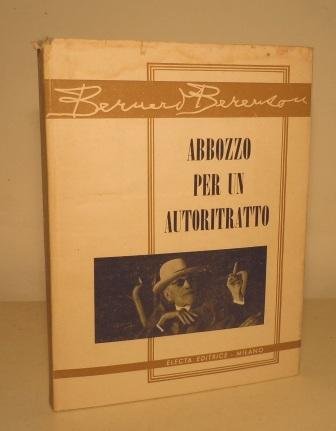 Bernard Berenson
ABBOZZO
PER UN
AUTORITRATTO
ELECTA EDITRICE - MILANO